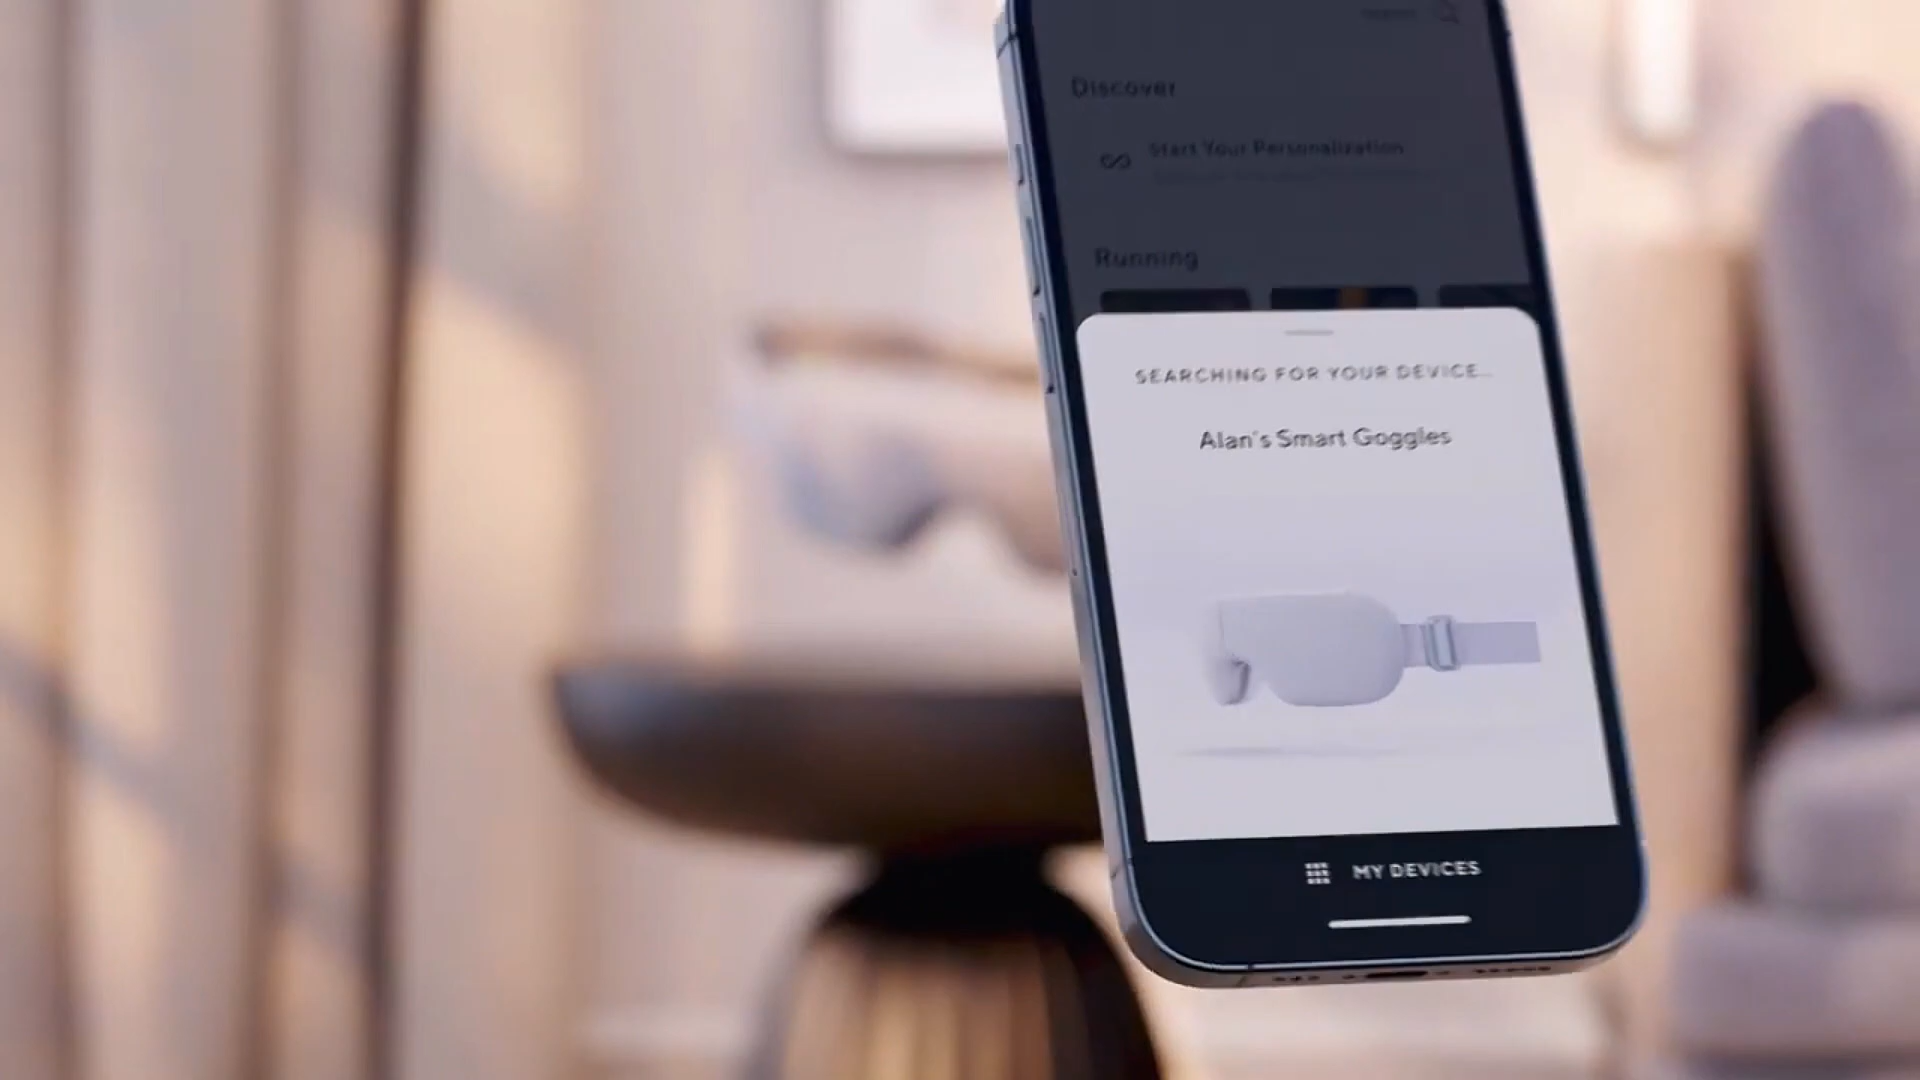 Discover
Start Your Personalization
Running
SEARCHING FOR YOUR DEVICE...
Alan's Smart Goggles
MY DEVICES